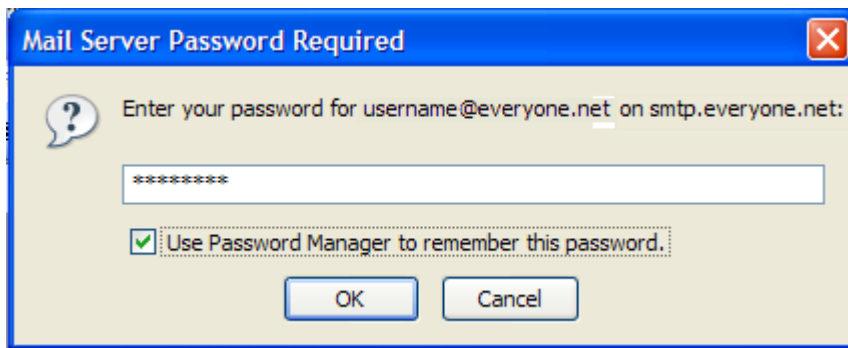 Mail Server Password Required
Enter your password for username@everyone.net on smtp.everyone.net:
********
Use Password Manager to remember this password.
OK
Cancel